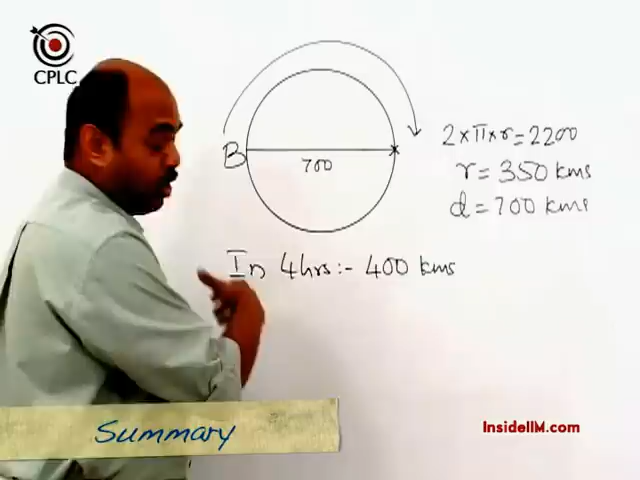 CPLC
B
700
2×π×r=2200
r=350 kms
d=700 kms
In 4hrs:- 400 kms
Summary
InsideIIM.com